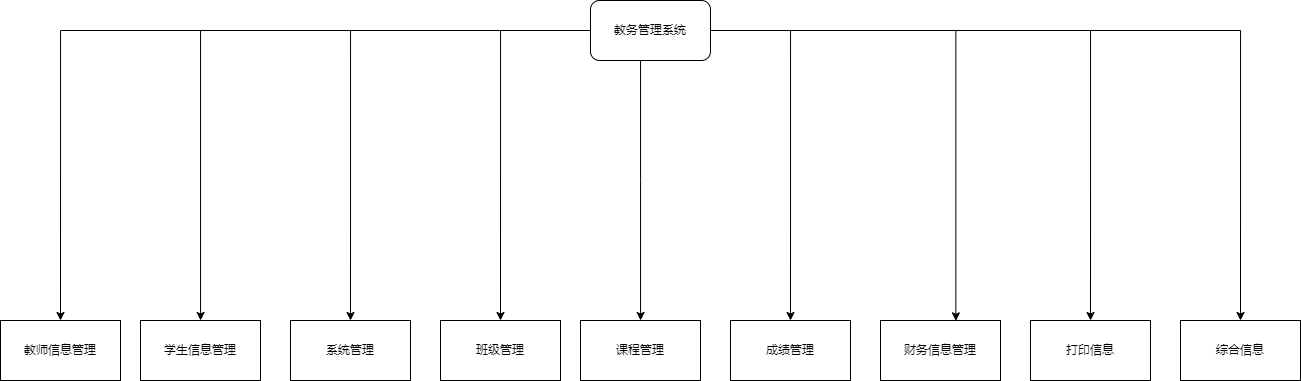 教务管理系统
教师信息管理
学生信息管理
系统管理
班级管理
课程管理
成绩管理
财务信息管理
打印信息
综合信息